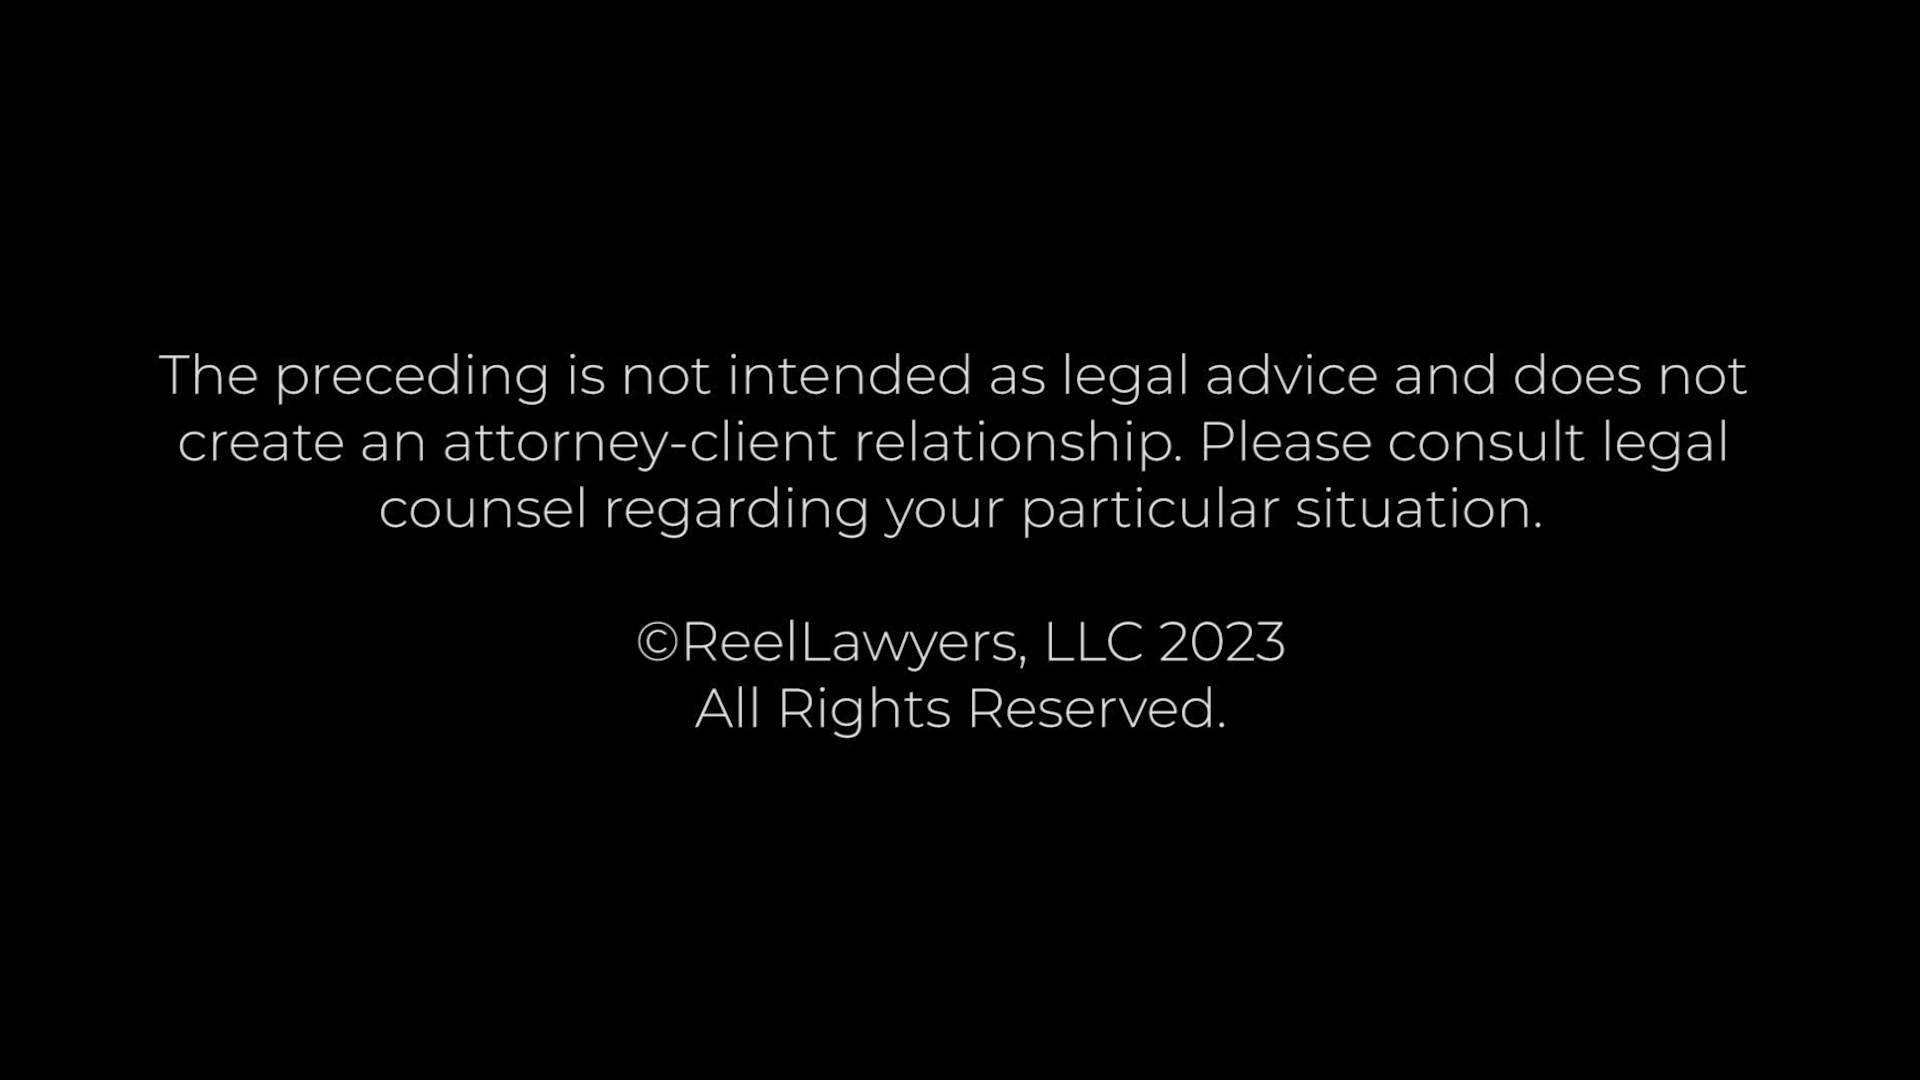 The preceding is not intended as legal advice and does not
create an attorney-client relationship. Please consult legal
counsel regarding your particular situation.
©ReelLawyers, LLC 2023
All Rights Reserved.